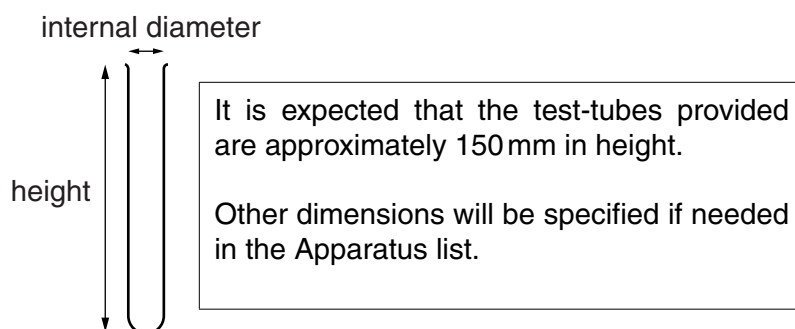 internal diameter
height
It is expected that the test-tubes provided
are approximately 150 mm in height.
Other dimensions will be specified if needed
in the Apparatus list.